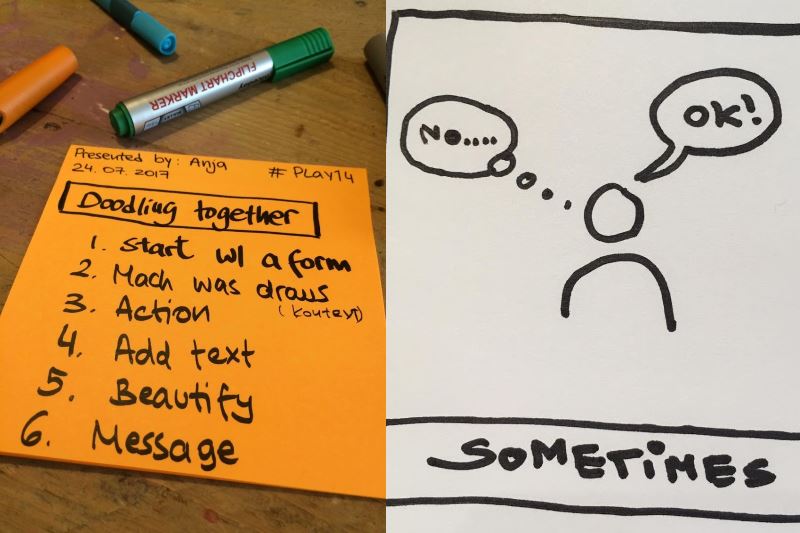 FLIPCHART MARKER
Presented by: Anja #PLAY14
24.07.2017
Doodling together
1. start w/ a form
2. Mach was draus
(Kontext)
3. Action
4. Add text
5. Beautify
6. Message
NO.....
OK!
SOMETIMES